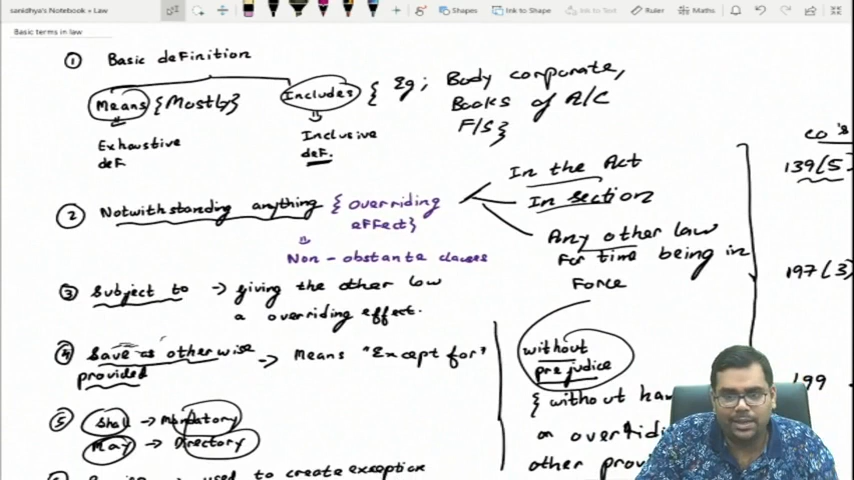 sanidhya's Notebook • Law
Shapes
Ink to Shape
Ink to Text
Ruler
Maths
Basic terms in law
① Basic definition
Means {Mostly}
Includes { Eg; Body corporate,
Books of A/C
F/S}
Exhaustive
def
Inclusive
def.
② Notwithstanding anything { overriding
effect}
Non-obstante clauses
In the Act
In section
Any other law
for time being in
Force
③ Subject to → giving the other law
a overriding effect.
④ Save as otherwise → Means "Except for"
provided
⑤ Shall → Mandatory
May → Directory
used to create exception
without
prejudice
{ without
or
other
co's
139(5)
197(3)
199